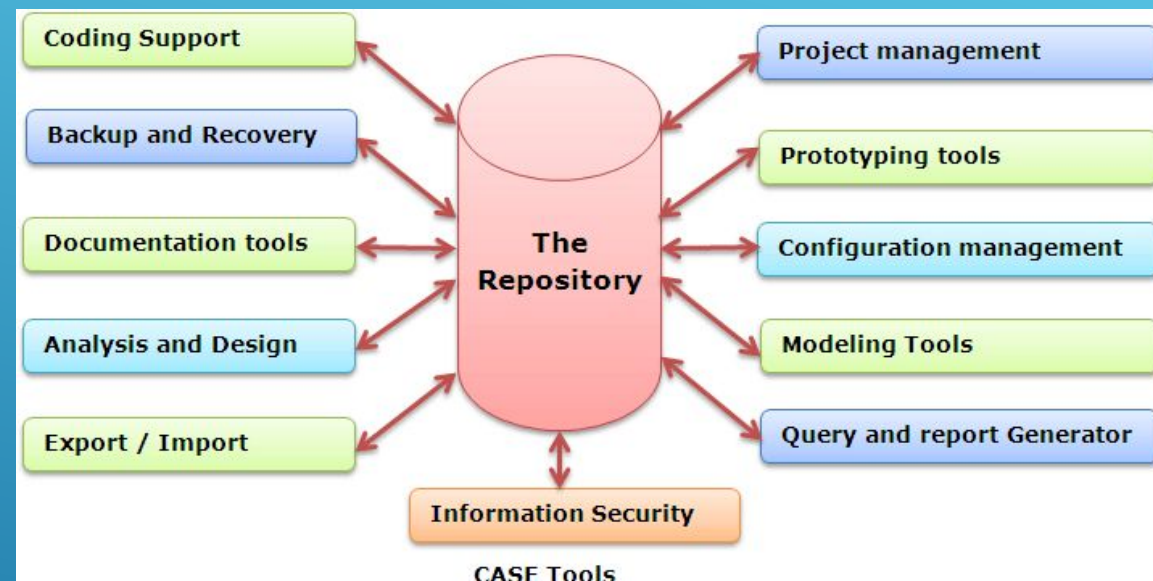 Coding Support
Backup and Recovery
Documentation tools
Analysis and Design
Export / Import
The
Repository
Project management
Prototyping tools
Configuration management
Modeling Tools
Query and report Generator
Information Security
CASE Tools